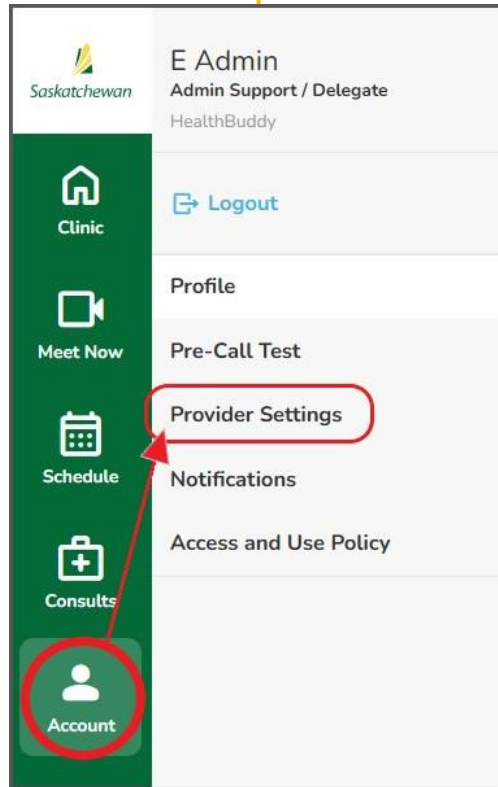 Saskatchewan
Clinic
Meet Now
Schedule
Consults
Account
E Admin
Admin Support / Delegate
HealthBuddy
Logout
Profile
Pre-Call Test
Provider Settings
Notifications
Access and Use Policy